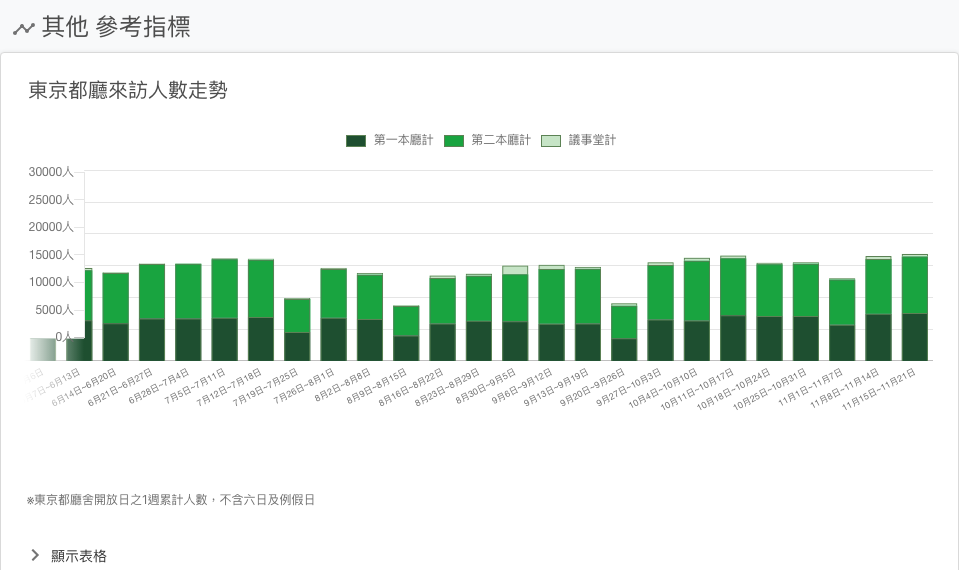 其他 參考指標
東京都廳來訪人數走勢
第一本廳計 第二本廳計 議事堂計
30000人
25000人
20000人
15000人
10000人
5000人
0人
6月13日
6月14日~6月20日
6月21日~6月27日
6月28日~7月4日
7月5日~7月11日
7月12日~7月18日
7月19日~7月25日
7月26日~8月1日
8月2日~8月8日
8月9日~8月15日
8月16日~8月22日
8月23日~8月29日
8月30日~9月5日
9月6日~9月12日
9月13日~9月19日
9月20日~9月26日
9月27日~10月3日
10月4日~10月10日
10月11日~10月17日
10月18日~10月24日
10月25日~10月31日
11月1日~11月7日
11月8日~11月14日
11月15日~11月21日
※東京都廳舍開放日之1週累計人數，不含六日及例假日
顯示表格